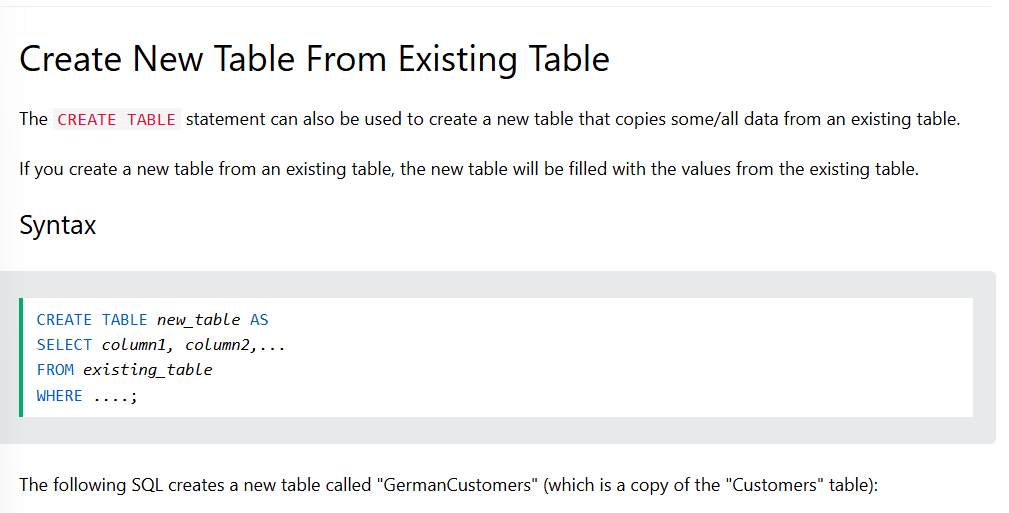 Create New Table From Existing Table
The CREATE TABLE statement can also be used to create a new table that copies some/all data from an existing table.
If you create a new table from an existing table, the new table will be filled with the values from the existing table.
Syntax
CREATE TABLE new_table AS
SELECT column1, column2,...
FROM existing_table
WHERE ....;
The following SQL creates a new table called "GermanCustomers" (which is a copy of the "Customers" table):